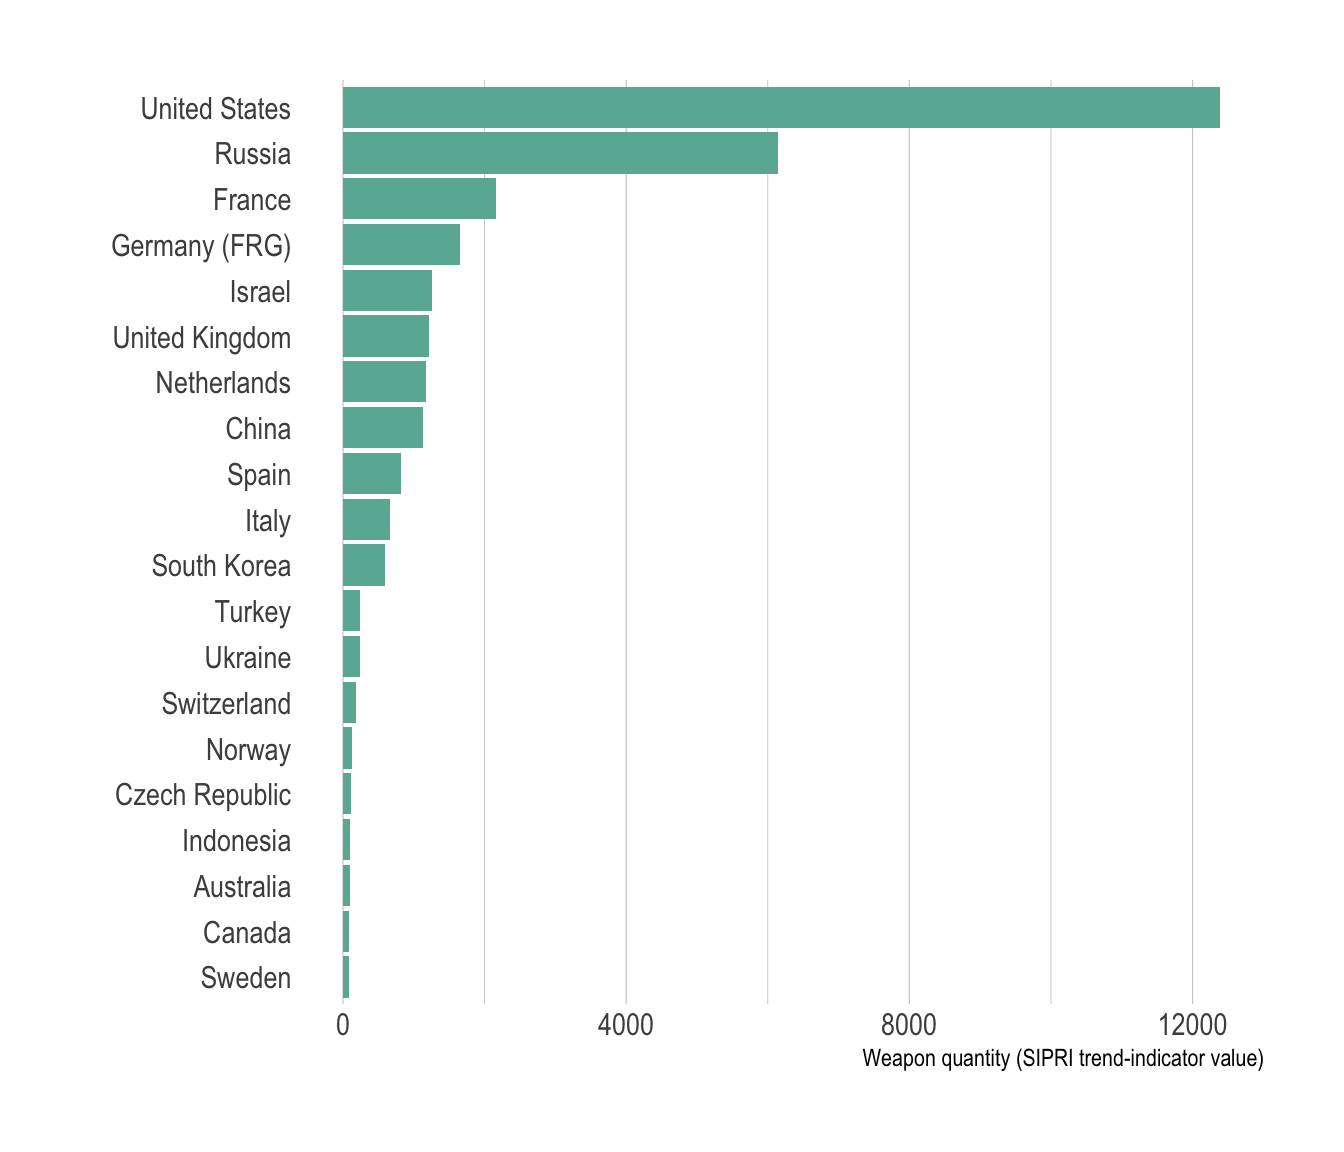 United States
Russia
France
Germany (FRG)
Israel
United Kingdom
Netherlands
China
Spain
Italy
South Korea
Turkey
Ukraine
Switzerland
Norway
Czech Republic
Indonesia
Australia
Canada
Sweden
0 4000 8000 12000
Weapon quantity (SIPRI trend-indicator value)